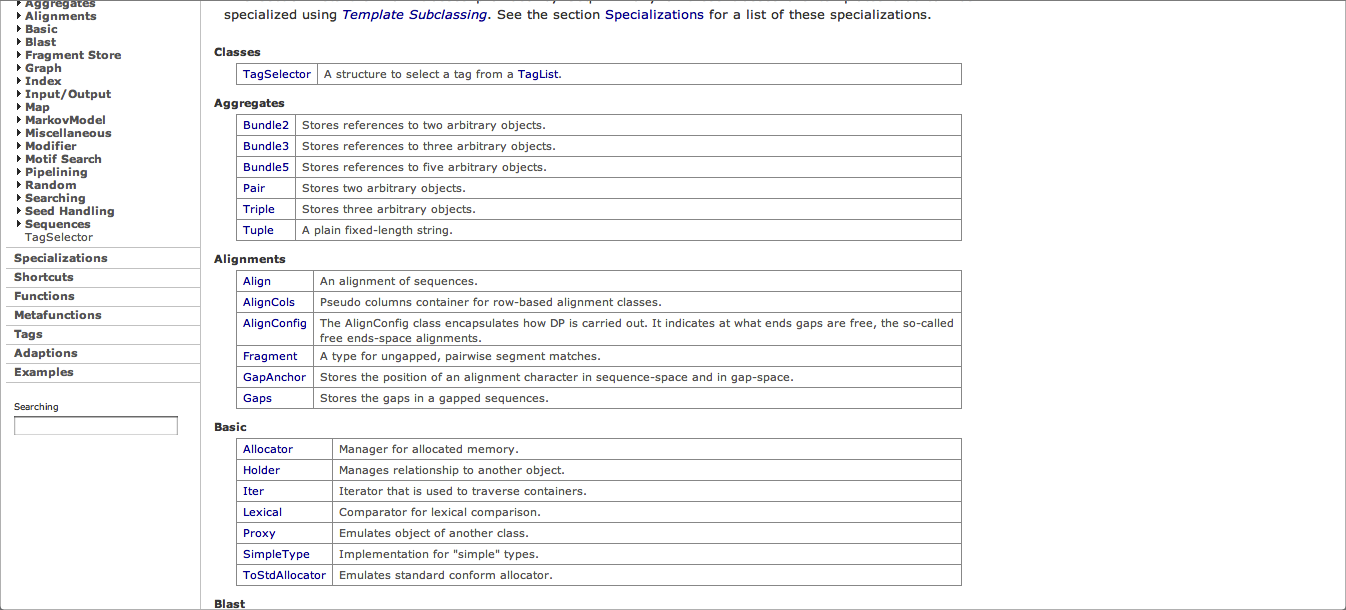 Aggregates
Alignments
Basic
Blast
Fragment Store
Graph
Index
Input/Output
Map
MarkovModel
Miscellaneous
Modifier
Motif Search
Pipelining
Random
Searching
Seed Handling
Sequences
TagSelector
Specializations
Shortcuts
Functions
Metafunctions
Tags
Adaptions
Examples
Searching
specialized using Template Subclassing. See the section Specializations for a list of these specializations.
Classes
TagSelector A structure to select a tag from a TagList.
Aggregates
Bundle2 Stores references to two arbitrary objects.
Bundle3 Stores references to three arbitrary objects.
Bundle5 Stores references to five arbitrary objects.
Pair Stores two arbitrary objects.
Triple Stores three arbitrary objects.
Tuple A plain fixed-length string.
Alignments
Align An alignment of sequences.
AlignCols Pseudo columns container for row-based alignment classes.
AlignConfig The AlignConfig class encapsulates how DP is carried out. It indicates at what ends gaps are free, the so-called
free ends-space alignments.
Fragment A type for ungapped, pairwise segment matches.
GapAnchor Stores the position of an alignment character in sequence-space and in gap-space.
Gaps Stores the gaps in a gapped sequences.
Basic
Allocator Manager for allocated memory.
Holder Manages relationship to another object.
Iter Iterator that is used to traverse containers.
Lexical Comparator for lexical comparison.
Proxy Emulates object of another class.
SimpleType Implementation for "simple" types.
ToStdAllocator Emulates standard conform allocator.
Blast